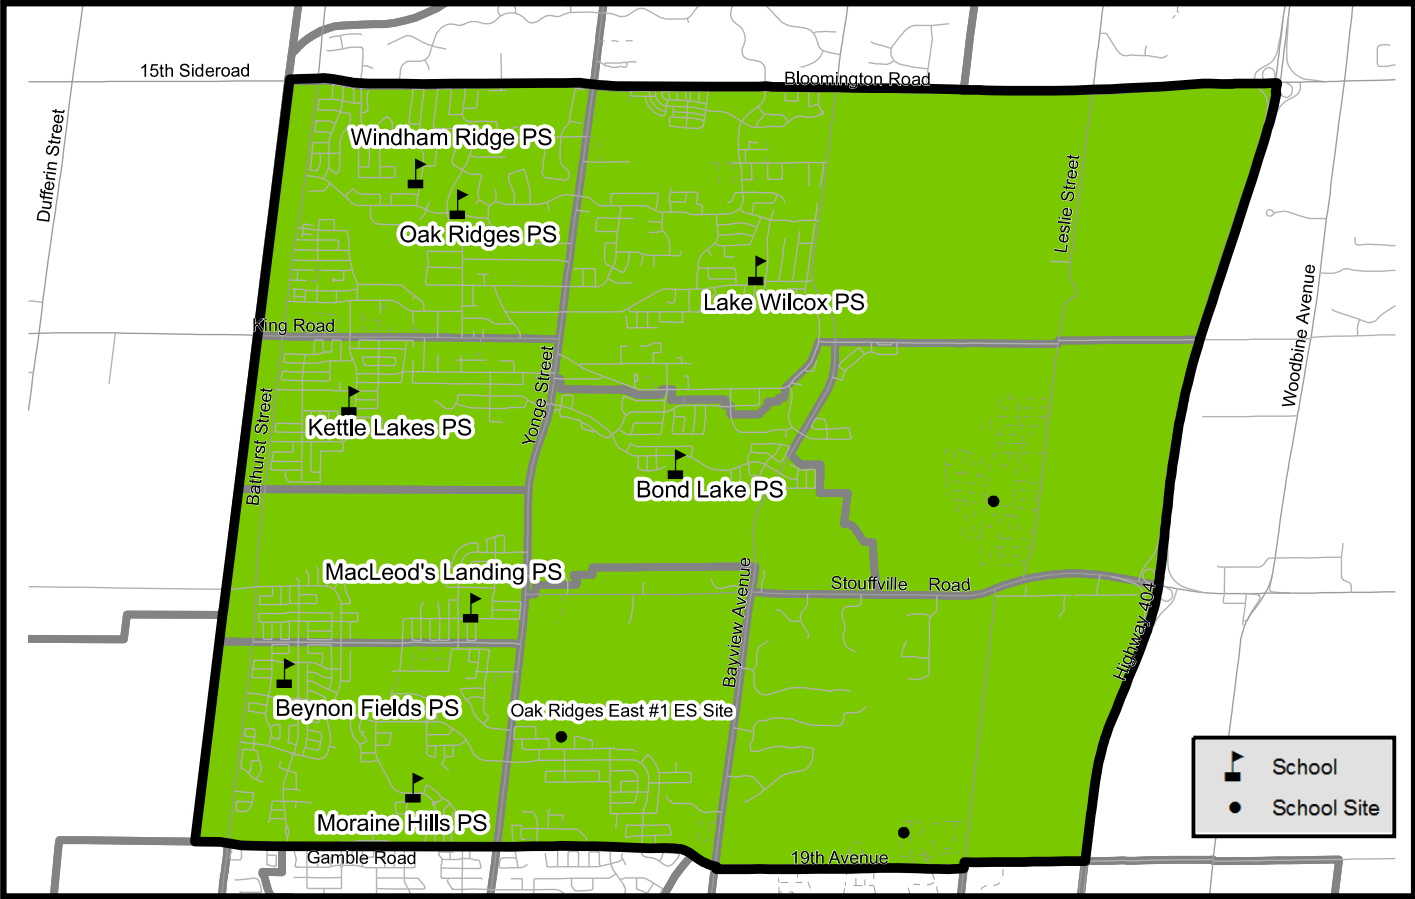 15th Sideroad
Bloomington Road
Dufferin Street
Windham Ridge PS
Leslie Street
Oak Ridges PS
Lake Wilcox PS
Woodbine Avenue
King Road
Yonge Street
Bathurst Street
Kettle Lakes PS
Bond Lake PS
MacLeod's Landing PS
Stouffville Road
Bayview Avenue
Highway 404
Beynon Fields PS
Oak Ridges East #1 ES Site
School
School Site
Moraine Hills PS
Gamble Road
19th Avenue